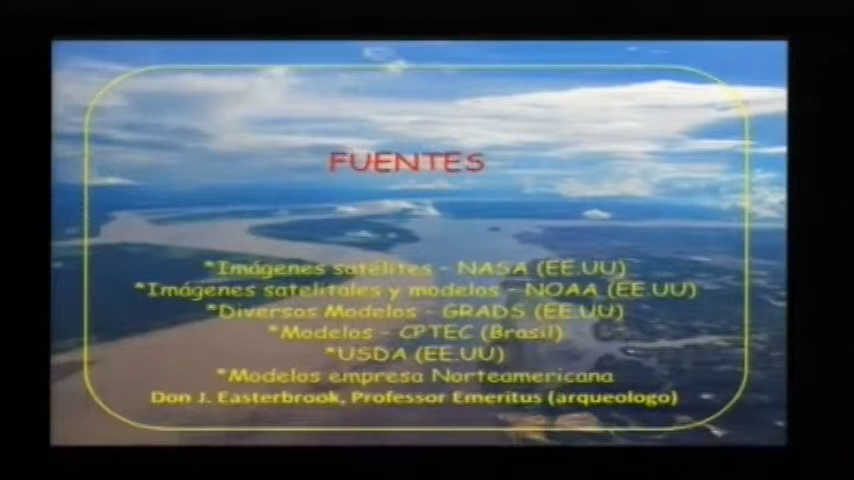 FUENTES
*Imágenes satélites - NASA (EE.UU)
*Imágenes satelitales y modelos - NOAA (EE.UU)
*Diversos Modelos - GRADS (EE.UU)
*Modelos - CPTEC (Brasil)
*USDA (EE.UU)
*Modelos empresa Norteamericana
Don J. Easterbrook, Professor Emeritus (arqueologo)